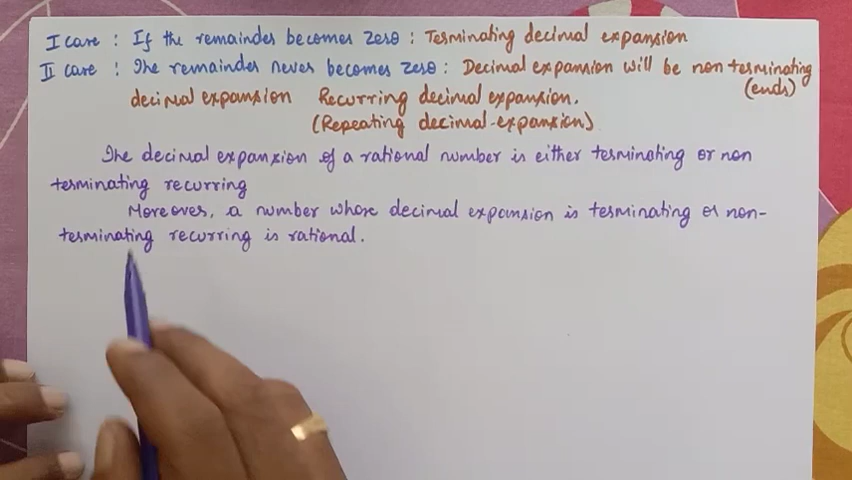 I case : If the remainder becomes zero : Terminating decimal expansion
II case : The remainder never becomes zero : Decimal expansion will be non terminating
(ends)
decimal expansion Recurring decimal expansion.
(Repeating decimal-expansion)
The decimal expansion of a rational number is either terminating or non
terminating recurring
Moreover, a number whose decimal expansion is terminating or non-
terminating recurring is rational.